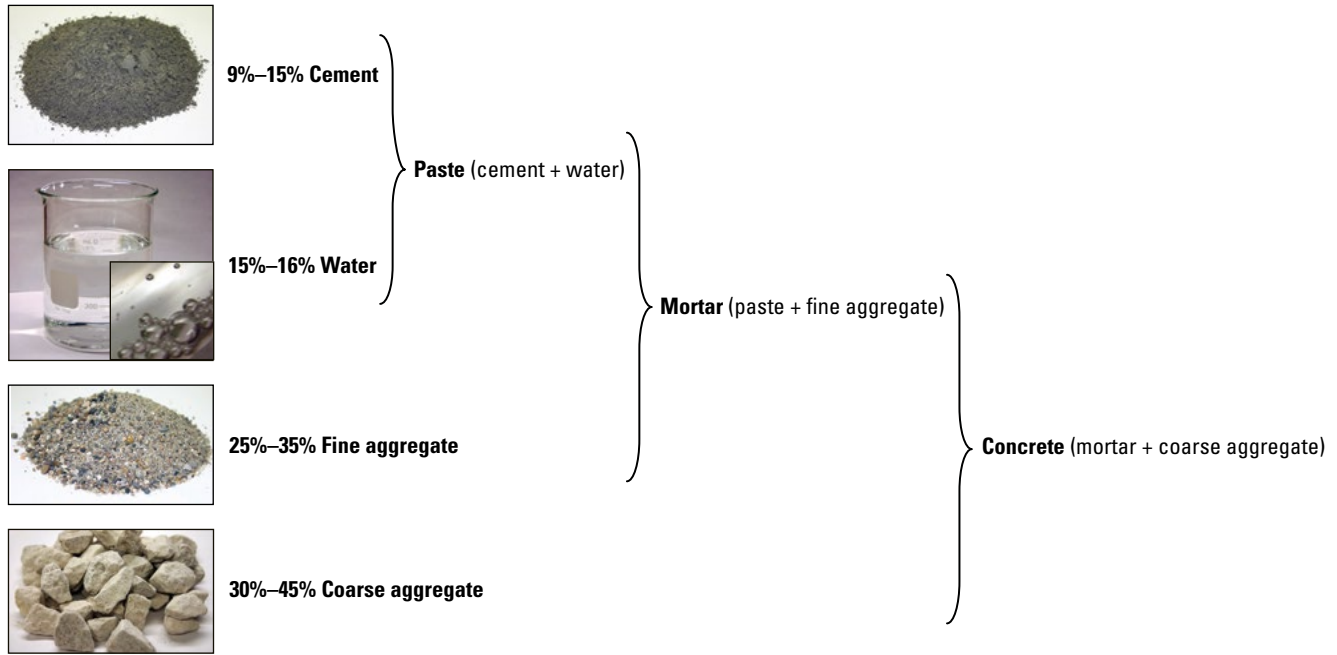 9%–15% Cement
Paste (cement + water)
15%–16% Water
Mortar (paste + fine aggregate)
25%–35% Fine aggregate
Concrete (mortar + coarse aggregate)
30%–45% Coarse aggregate